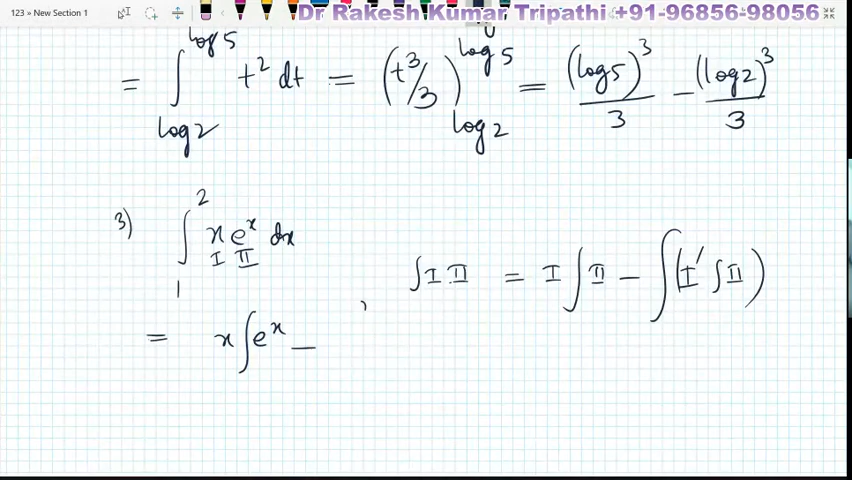 123 » New Section 1
Dr Rakesh Kumar Tripathi +91-96856-98056
= ∫_{log2}^{log5} t² dt = (t³/3)_{log2}^{log5} = (log5)³/3 − (log2)³/3
3) ∫_1^2 x e^x dx , ∫I II = I ∫II − ∫(I′ ∫II)
I II
= x∫e^x −